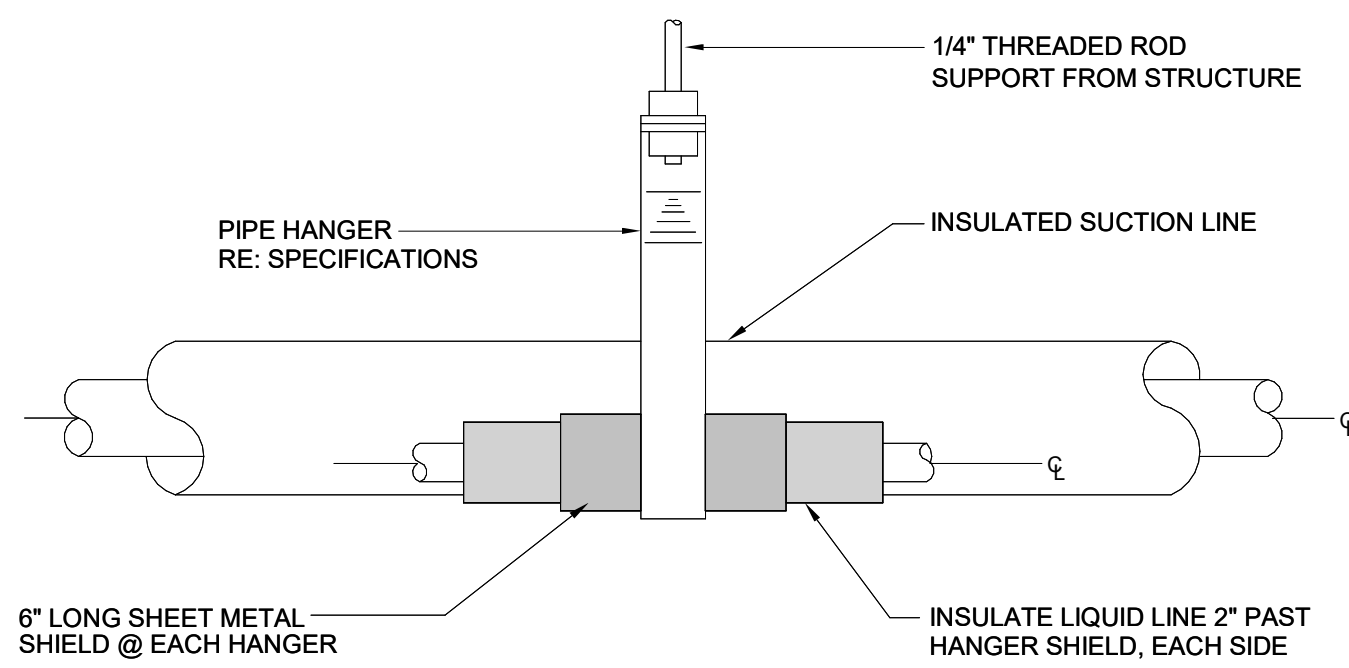 1/4" THREADED ROD
SUPPORT FROM STRUCTURE
PIPE HANGER
RE: SPECIFICATIONS
INSULATED SUCTION LINE
℄
℄
6" LONG SHEET METAL
SHIELD @ EACH HANGER
INSULATE LIQUID LINE 2" PAST
HANGER SHIELD, EACH SIDE